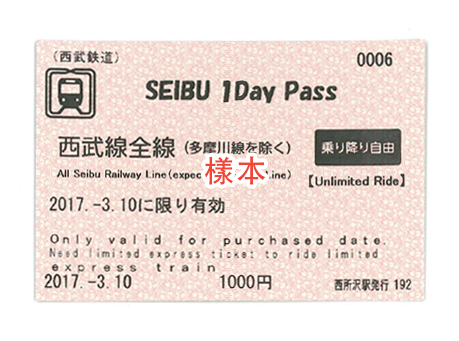 (西武鉄道)
0006
SEIBU 1Day Pass
西武線全線 (多摩川線を除く) 乗り降り自由
樣本
All Seibu Railway Line(expec Line) 【Unlimited Ride】
2017.-3.10に限り有効
Only valid for purchased date.
Need limited express ticket to ride limited
express train
2017.-3.10 1000円 西所沢駅発行 192